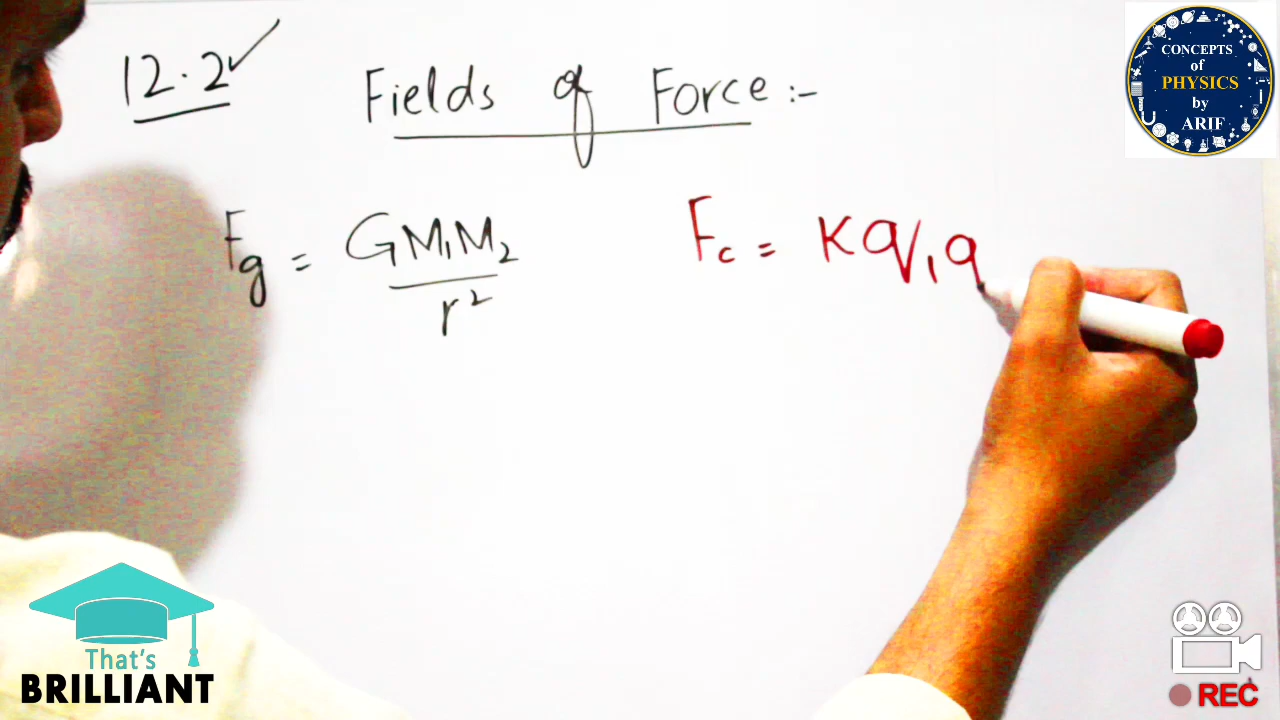 12.2 Fields of Force :-
Fg = GM₁M₂
r²
Fc = Kq₁q
CONCEPTS
of
PHYSICS
by
ARIF
That's
BRILLIANT
REC